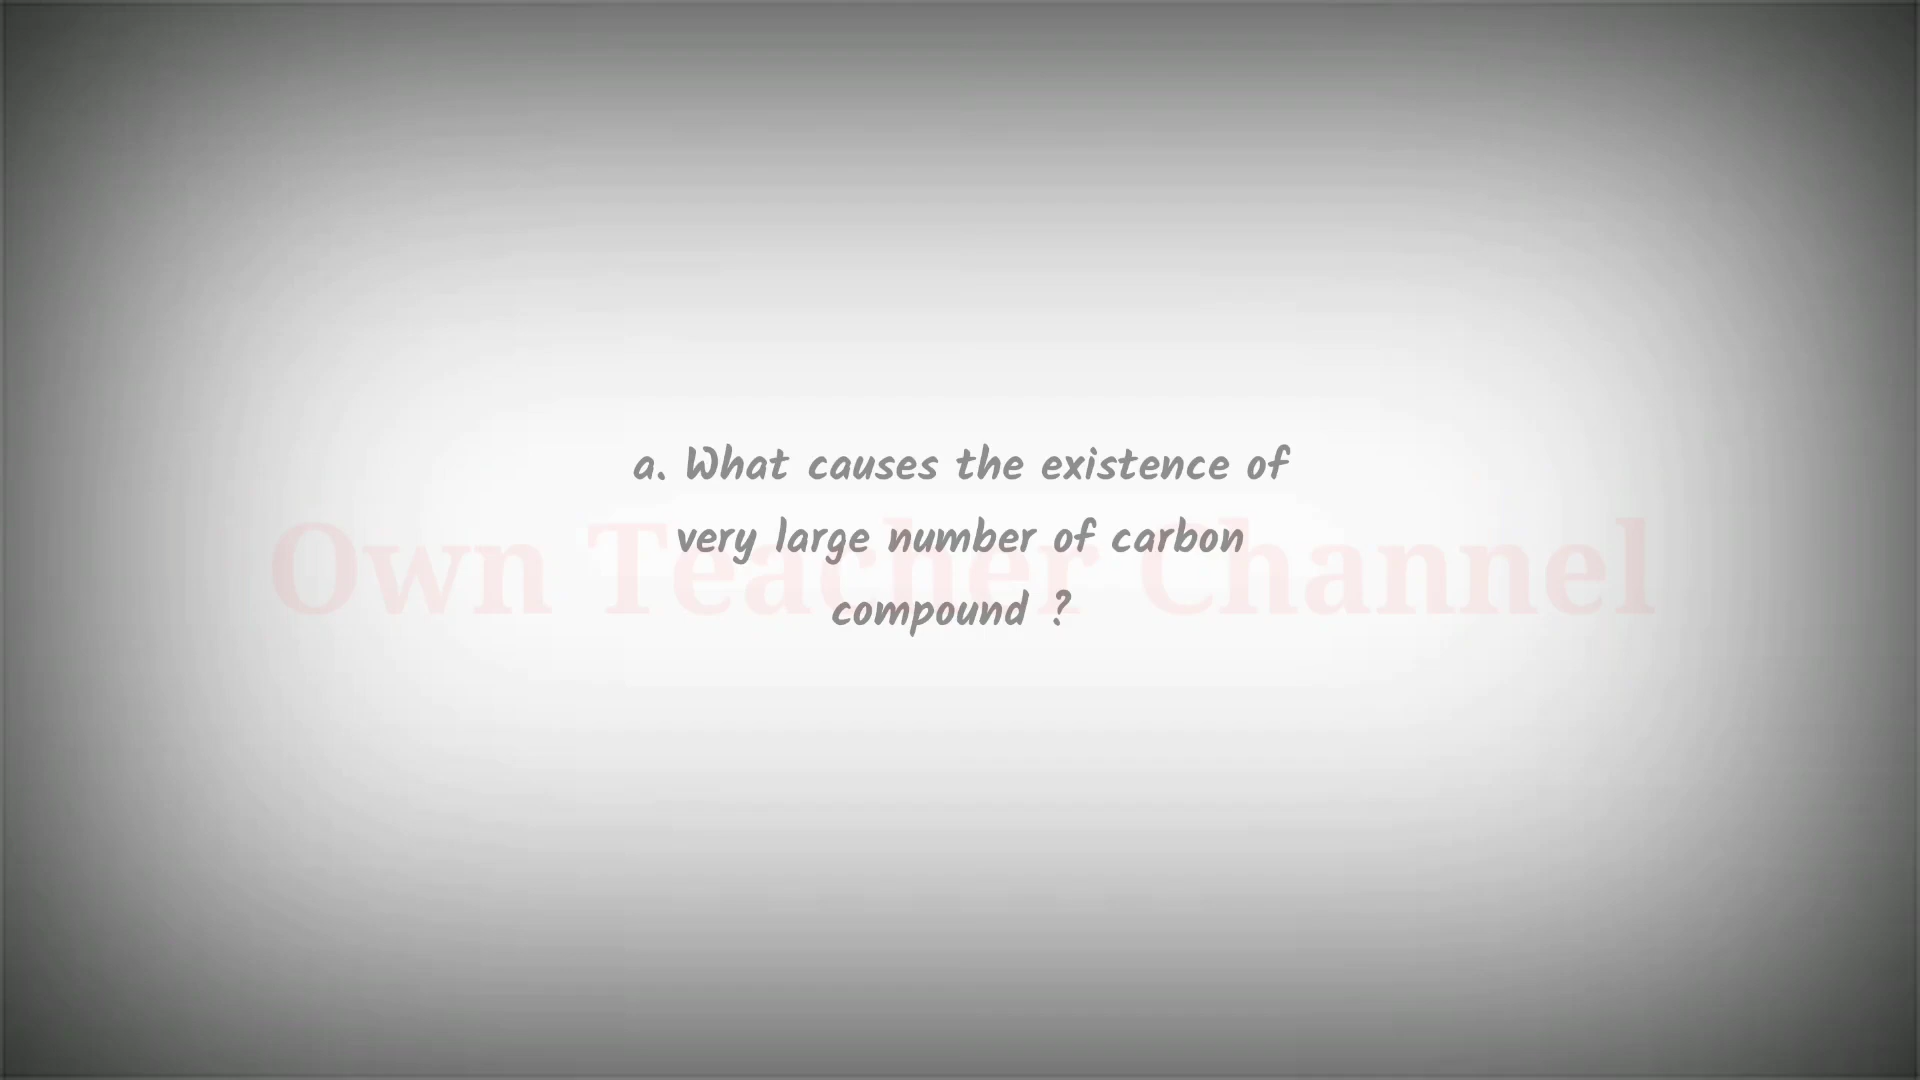 a. What causes the existence of
very large number of carbon
compound ?
Own Teacher Channel